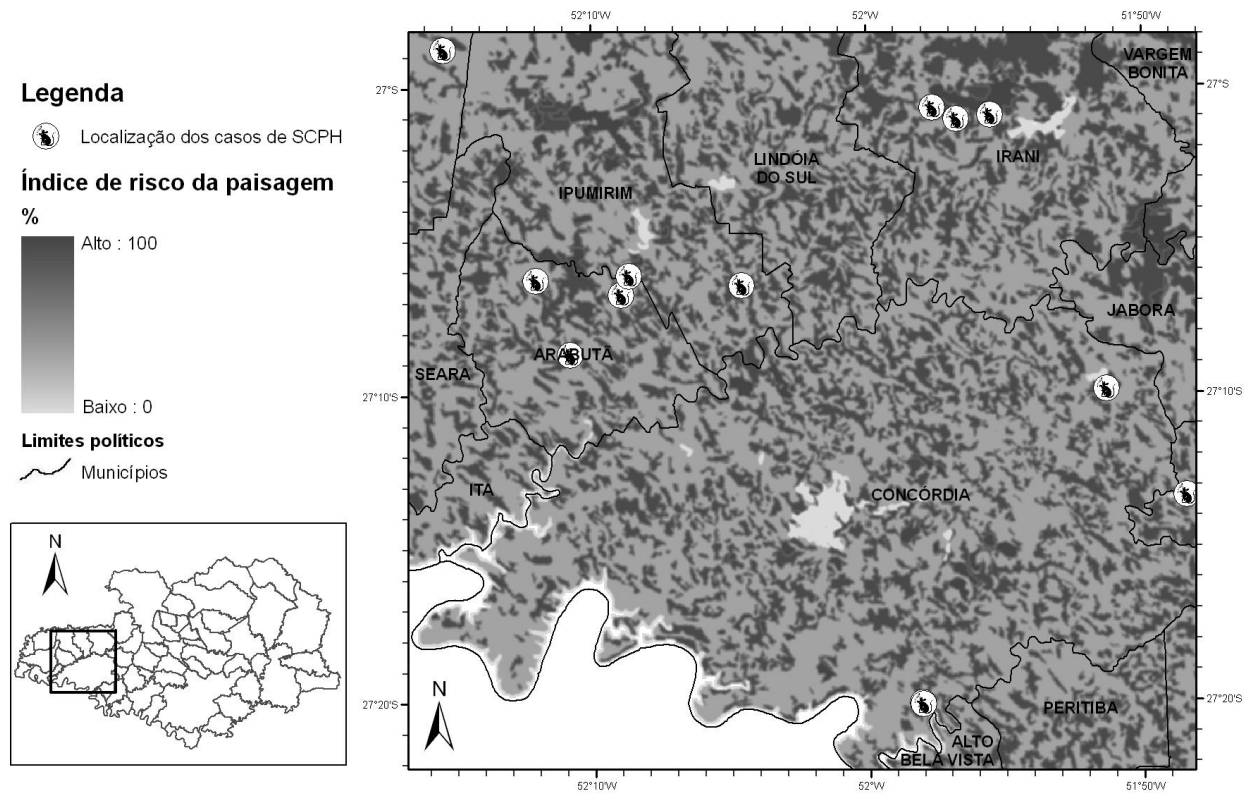 Legenda
Localização dos casos de SCPH
Índice de risco da paisagem
%
Alto : 100
Baixo : 0
Limites políticos
Municípios
N
52°10'W
52°W
51°50'W
27°S
27°S
VARGEM
BONITA
IRANI
LINDÓIA
DO SUL
IPUMIRIM
JABORA
ARABUTÃ
SEARA
27°10'S
27°10'S
ITA
CONCÓRDIA
N
27°20'S
27°20'S
PERITIBA
ALTO
BELA VISTA
52°10'W
52°W
51°50'W